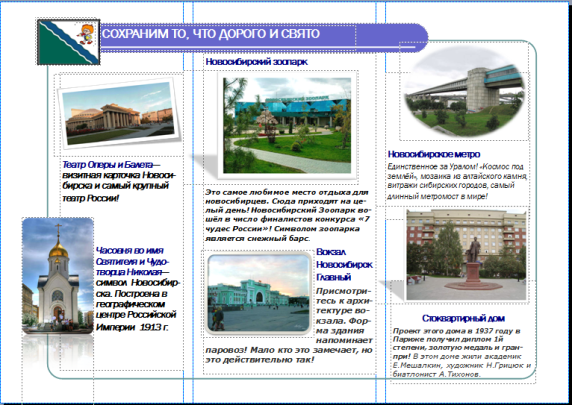 СОХРАНИМ ТО, ЧТО ДОРОГО И СВЯТО
Театр Оперы и Балета—
визитная карточка Новоси-
бирска и самый крупный
театр России!
Часовня во имя
Святителя и Чудо-
творца Николая—
символ Новосибир-
ска. Построена в
географическом
центре Российской
Империи 1913 г.
Новосибирский зоопарк
Это самое любимое место отдыха для
новосибирцев. Сюда приходят на це-
лый день! Новосибирский Зоопарк во-
шёл в число финалистов конкурса «7
чудес России»! Символом зоопарка
является снежный барс.
Вокзал
Новосибирск
Главный
Присмотри-
тесь к архи-
тектуре во-
кзала. Фор-
ма здания
напоминает
паровоз! Мало кто это замечает, но
это действительно так!
Новосибирское метро
Единственное за Уралом! «Космос под
землёй», мозаика из алтайского камня,
витражи сибирских городов, самый
длинный метромост в мире!
Стоквартирный дом
Проект этого дома в 1937 году в
Париже получил диплом 1й
степени, золотую медаль и гран-
при! В этом доме жили академик
Е.Мешалкин, художник Н.Грицюк и
биатлонист А.Тихонов.